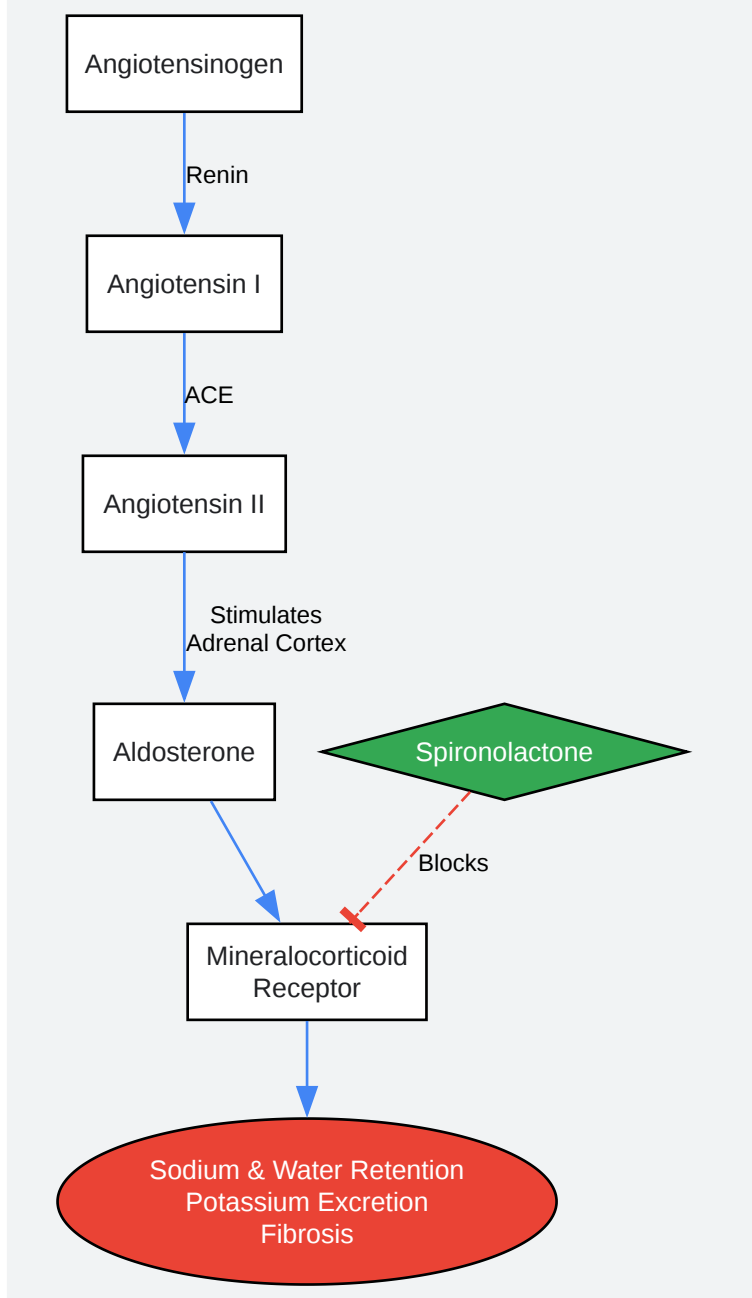 Angiotensinogen
Renin
Angiotensin I
ACE
Angiotensin II
Stimulates
Adrenal Cortex
Aldosterone
Spironolactone
Blocks
Mineralocorticoid
Receptor
Sodium & Water Retention
Potassium Excretion
Fibrosis